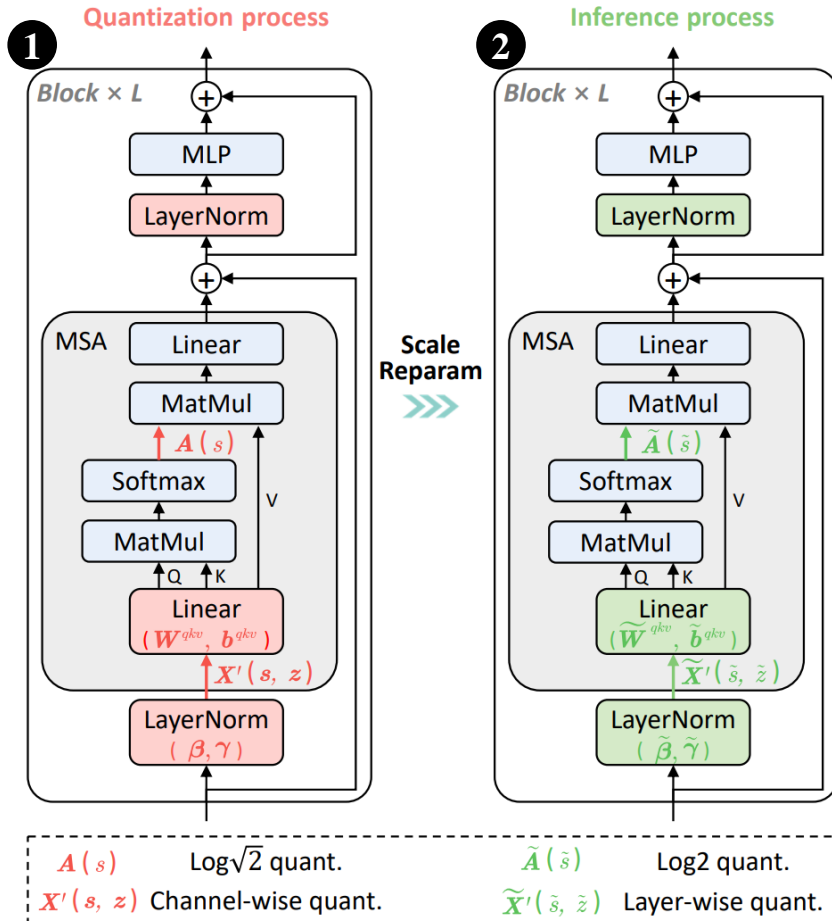 Quantization process
1
Block × L
+
MLP
LayerNorm
+
MSA
Linear
MatMul
A(s)
Softmax
V
MatMul
Q K
Linear
(W^qkv, b^qkv)
X′(s, z)
LayerNorm
(β, γ)
Scale
Reparam
Inference process
2
Block × L
+
MLP
LayerNorm
+
MSA
Linear
MatMul
Ã(s̃)
Softmax
V
MatMul
Q K
Linear
(W̃^qkv, b̃^qkv)
X̃′(s̃, z̃)
LayerNorm
(β̃, γ̃)
A(s) Log√2 quant. Ã(s̃) Log2 quant.
X′(s, z) Channel-wise quant. X̃′(s̃, z̃) Layer-wise quant.